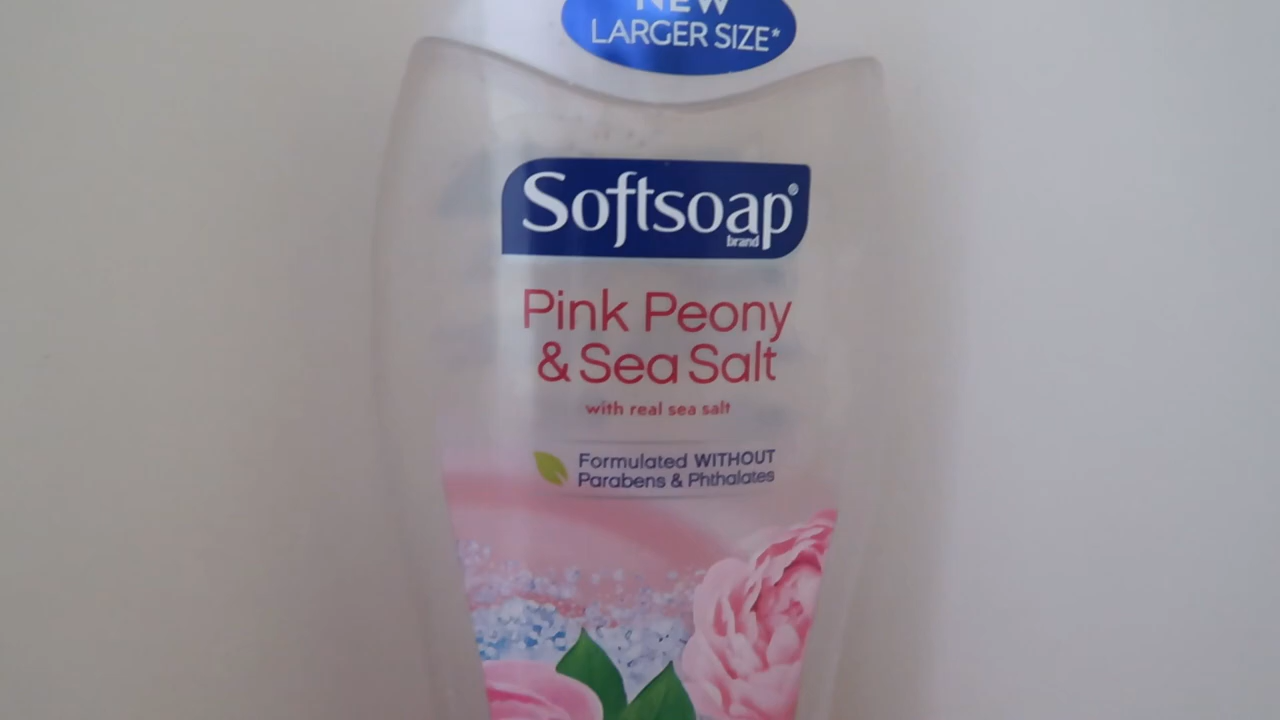 NEW
LARGER SIZE*
Softsoap®
brand
Pink Peony
& Sea Salt
with real sea salt
Formulated WITHOUT
Parabens & Phthalates